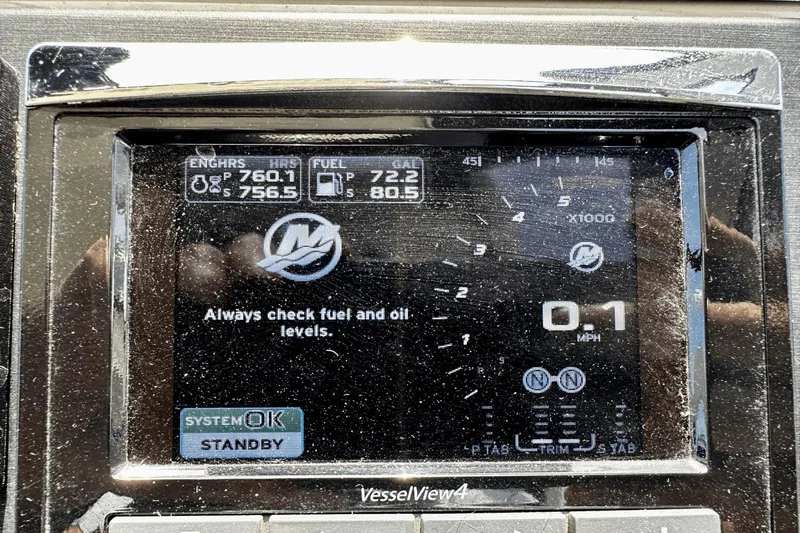 ENGHRS HRS
P 760.1
S 756.5
FUEL GAL
P 72.2
S 80.5
45 45
5
4
X1000
3
2
1
M
Always check fuel and oil
levels.
0.1
MPH
P S
N N
SYSTEM OK
STANDBY
P TAB TRIM S TAB
VesselView4